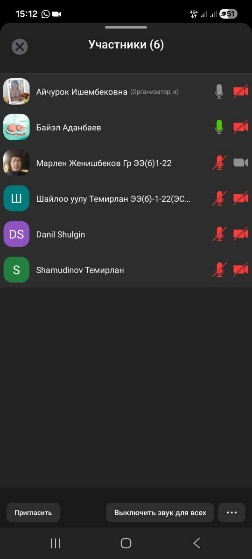 15:12 51
Участники (6)
Айчурок Ишембековна (Организатор, я)
Байэл Аданбаев
Марлен Женишбеков Гр ЭЭ(б)1-22
Ш Шайлоо уулу Темирлан ЭЭ(б)-1-22(ЭС...
DS Danil Shulgin
S Shamudinov Темирлан
Пригласить Выключить звук для всех ...